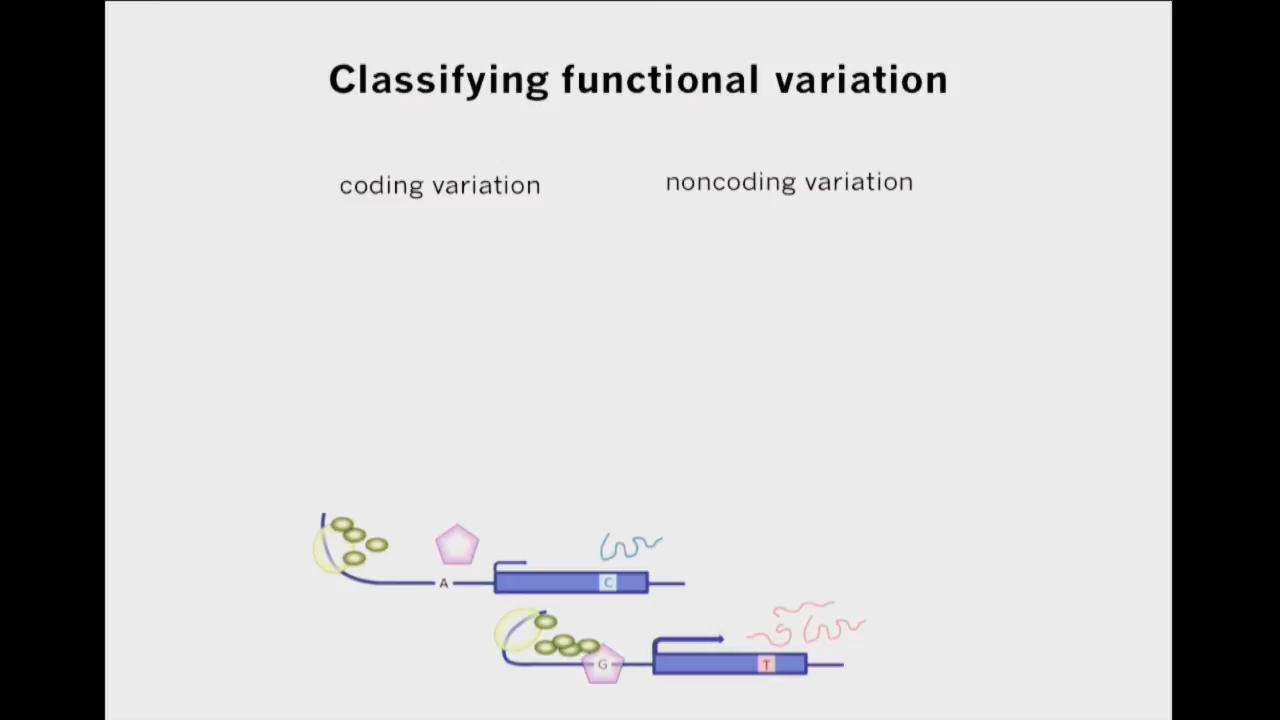 Classifying functional variation
coding variation
noncoding variation
A
C
G
T